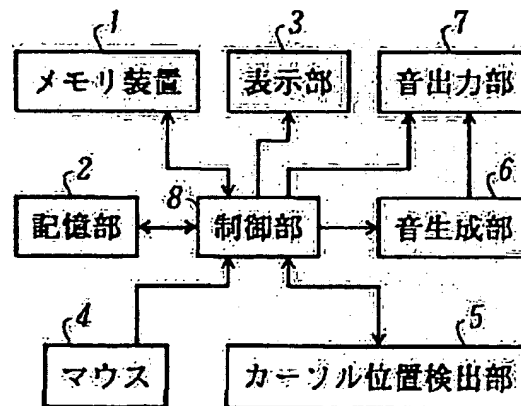 1 3 7
メモリ装置 表示部 音出力部
2 8 6
記憶部 制御部 音生成部
4 5
マウス カーソル位置検出部